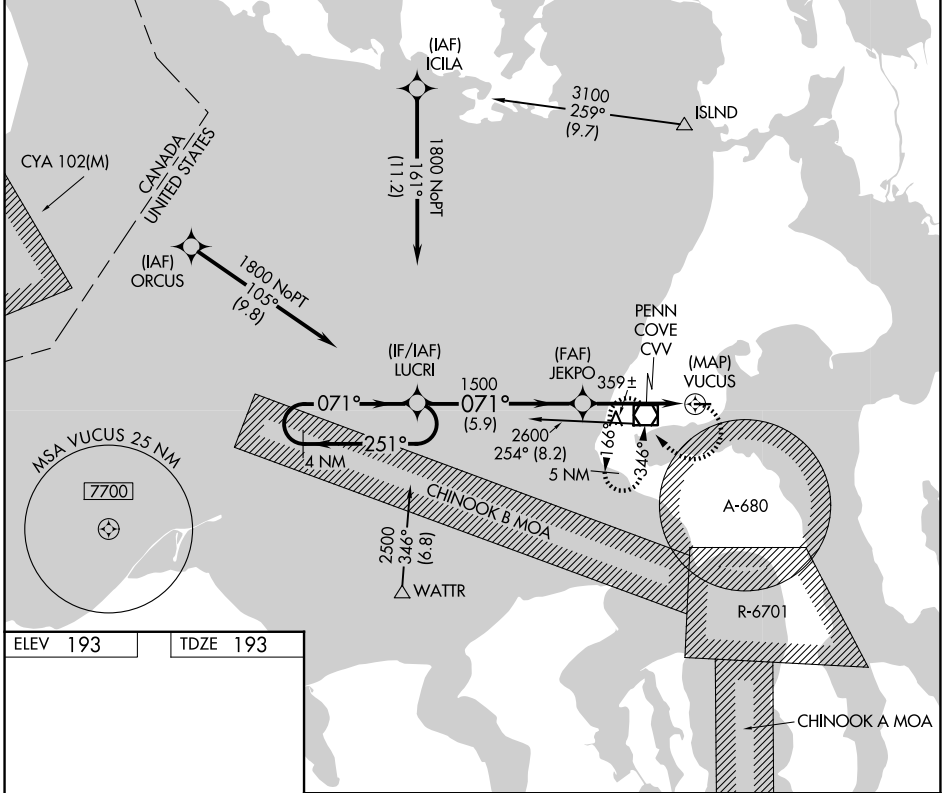 (IAF)
ICILA
3100
259°
(9.7)
ISLND
CYA 102(M)
CANADA
UNITED STATES
1800 NoPT
161°
(11.2)
(IAF)
ORCUS
1800 NoPT
105°
(9.8)
PENN
COVE
CVV
(IF/IAF)
LUCRI
(FAF)
JEKPO
359±
(MAP)
VUCUS
071°
1500
071°
(5.9)
251°
4 NM
2600
254° (8.2)
5 NM
166°
346°
MSA VUCUS 25 NM
7700
CHINOOK B MOA
A-680
2500
346°
(6.8)
WATTR
R-6701
ELEV 193
TDZE 193
CHINOOK A MOA